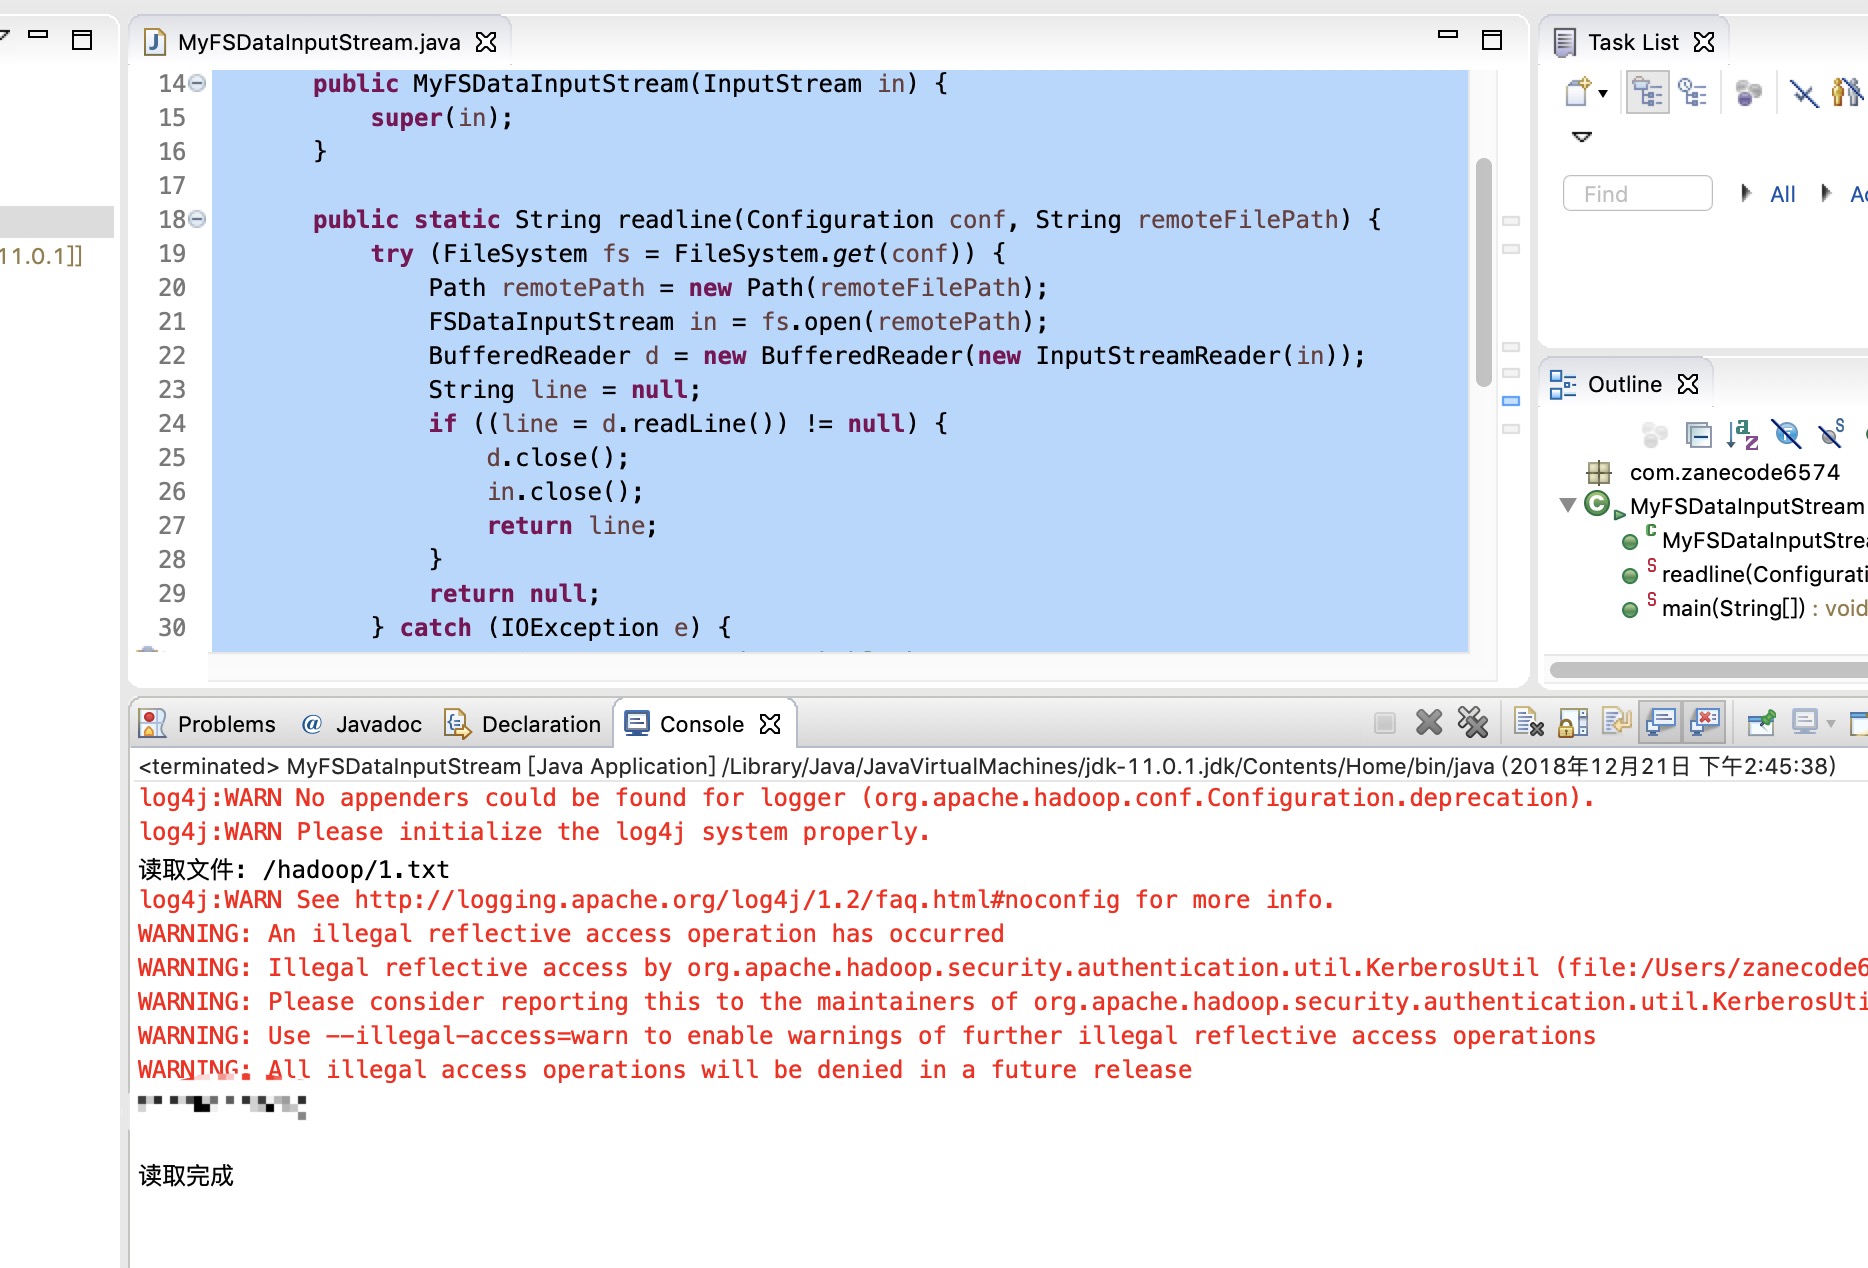 11.0.1]]
MyFSDataInputStream.java
14 public MyFSDataInputStream(InputStream in) {
15 super(in);
16 }
17
18 public static String readline(Configuration conf, String remoteFilePath) {
19 try (FileSystem fs = FileSystem.get(conf)) {
20 Path remotePath = new Path(remoteFilePath);
21 FSDataInputStream in = fs.open(remotePath);
22 BufferedReader d = new BufferedReader(new InputStreamReader(in));
23 String line = null;
24 if ((line = d.readLine()) != null) {
25 d.close();
26 in.close();
27 return line;
28 }
29 return null;
30 } catch (IOException e) {
Task List
Find All
Outline
com.zanecode6574
MyFSDataInputStream
MyFSDataInputStrea
readline(Configurati
main(String[]) : void
Problems @ Javadoc Declaration Console
<terminated> MyFSDataInputStream [Java Application] /Library/Java/JavaVirtualMachines/jdk-11.0.1.jdk/Contents/Home/bin/java (2018年12月21日 下午2:45:38)
log4j:WARN No appenders could be found for logger (org.apache.hadoop.conf.Configuration.deprecation).
log4j:WARN Please initialize the log4j system properly.
读取文件: /hadoop/1.txt
log4j:WARN See http://logging.apache.org/log4j/1.2/faq.html#noconfig for more info.
WARNING: An illegal reflective access operation has occurred
WARNING: Illegal reflective access by org.apache.hadoop.security.authentication.util.KerberosUtil (file:/Users/zanecode6
WARNING: Please consider reporting this to the maintainers of org.apache.hadoop.security.authentication.util.KerberosUti
WARNING: Use --illegal-access=warn to enable warnings of further illegal reflective access operations
WARNING: All illegal access operations will be denied in a future release
读取完成